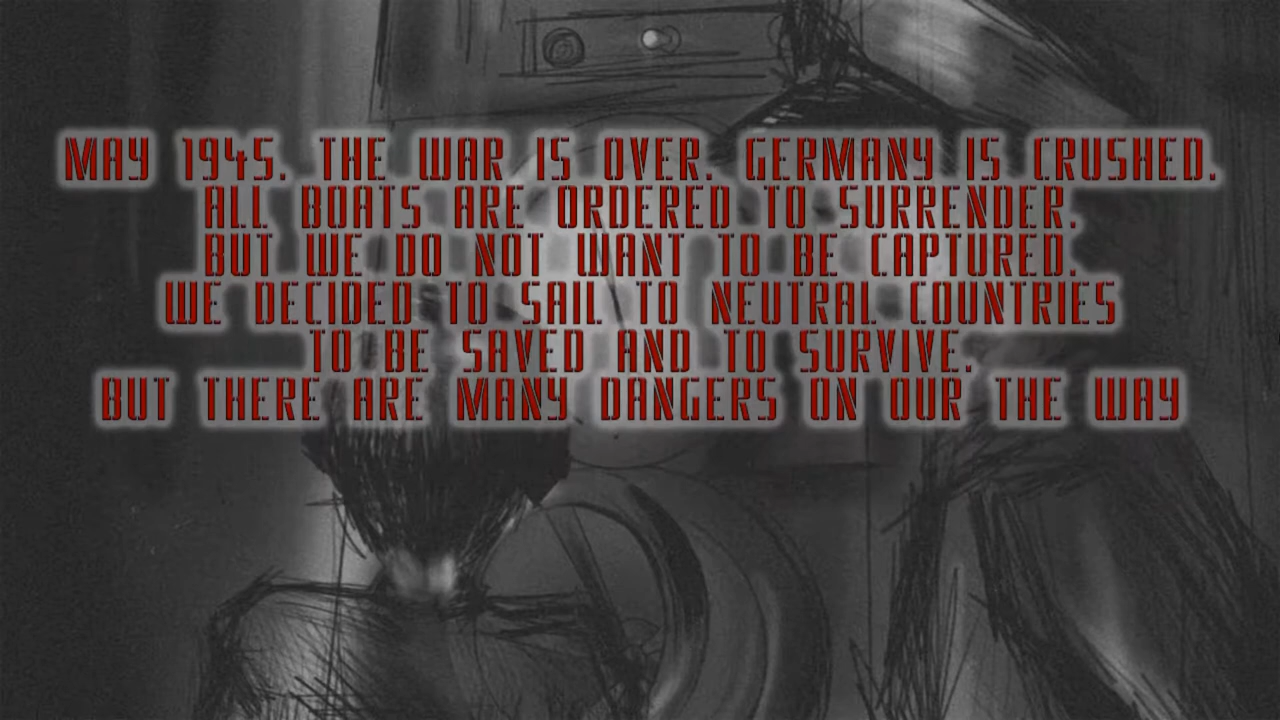 MAY 1945. THE WAR IS OVER. GERMANY IS CRUSHED.
ALL BOATS ARE ORDERED TO SURRENDER.
BUT WE DO NOT WANT TO BE CAPTURED.
WE DECIDED TO SAIL TO NEUTRAL COUNTRIES
TO BE SAVED AND TO SURVIVE.
BUT THERE ARE MANY DANGERS ON OUR THE WAY